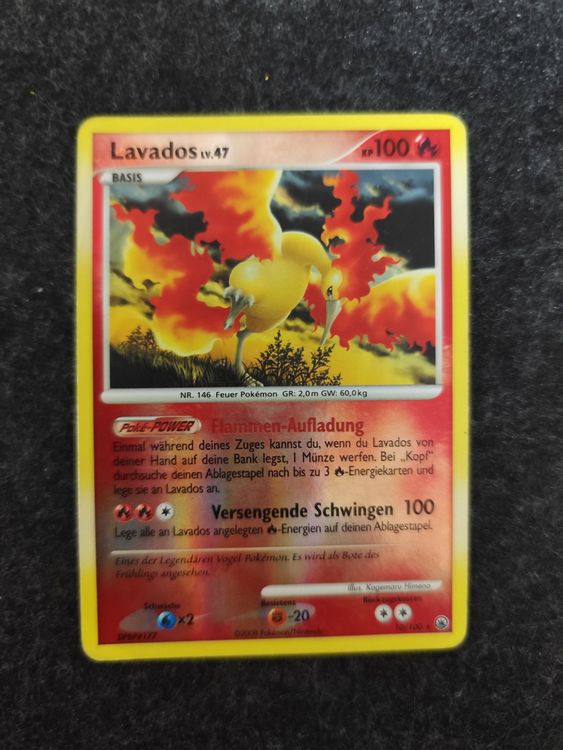 Lavados LV.47 KP 100
BASIS
NR. 146 Feuer Pokémon GR: 2,0m GW: 60,0kg
Poké-POWER Flammen-Aufladung
Einmal während deines Zuges kannst du, wenn du Lavados von
deiner Hand auf deine Bank legst, 1 Münze werfen. Bei „Kopf"
durchsuche deinen Ablagestapel nach bis zu 3 -Energiekarten und
lege sie an Lavados an.
Versengende Schwingen 100
Lege alle an Lavados angelegten -Energien auf deinen Ablagestapel.
Eines der Legendären Vogel-Pokémon. Es wird als Bote des
Frühlings angesehen.
Illus. Kagemaru Himeno
Schwäche Resistenz Rückzugskosten
×2 -20
©2008 Pokémon/Nintendo 10/100 ★